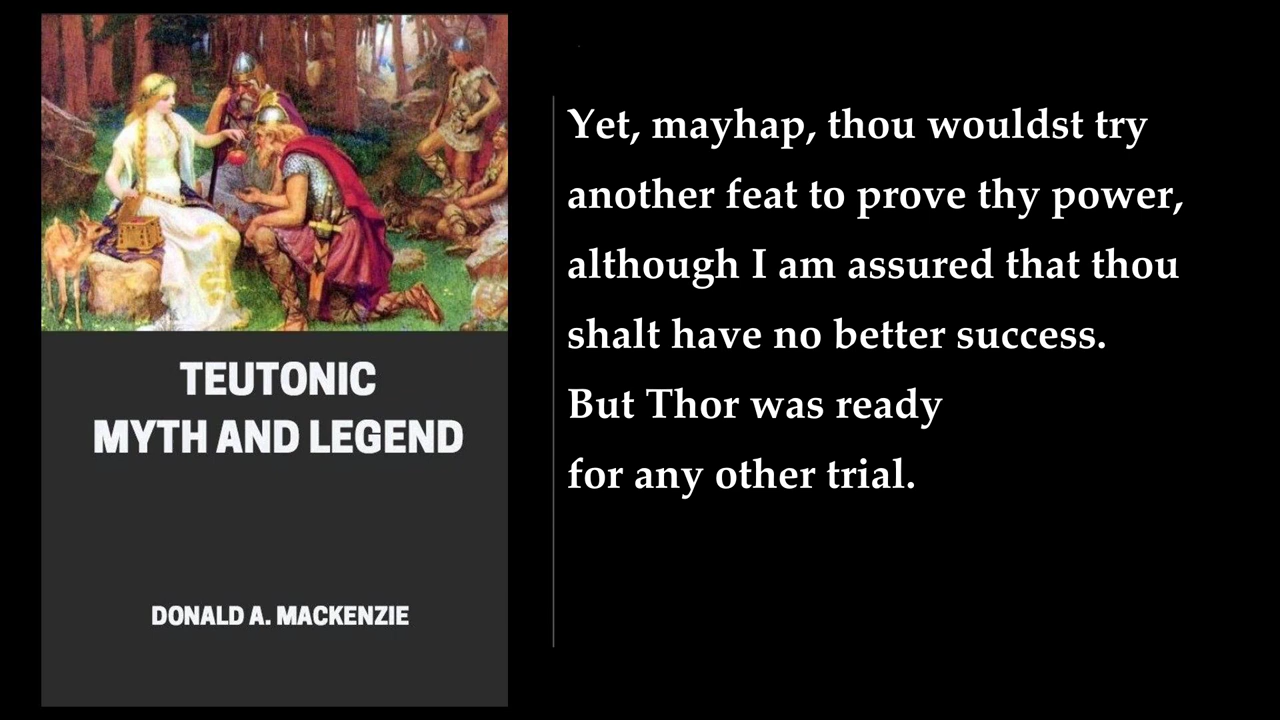 TEUTONIC
MYTH AND LEGEND
DONALD A. MACKENZIE
Yet, mayhap, thou wouldst try
another feat to prove thy power,
although I am assured that thou
shalt have no better success.
But Thor was ready
for any other trial.